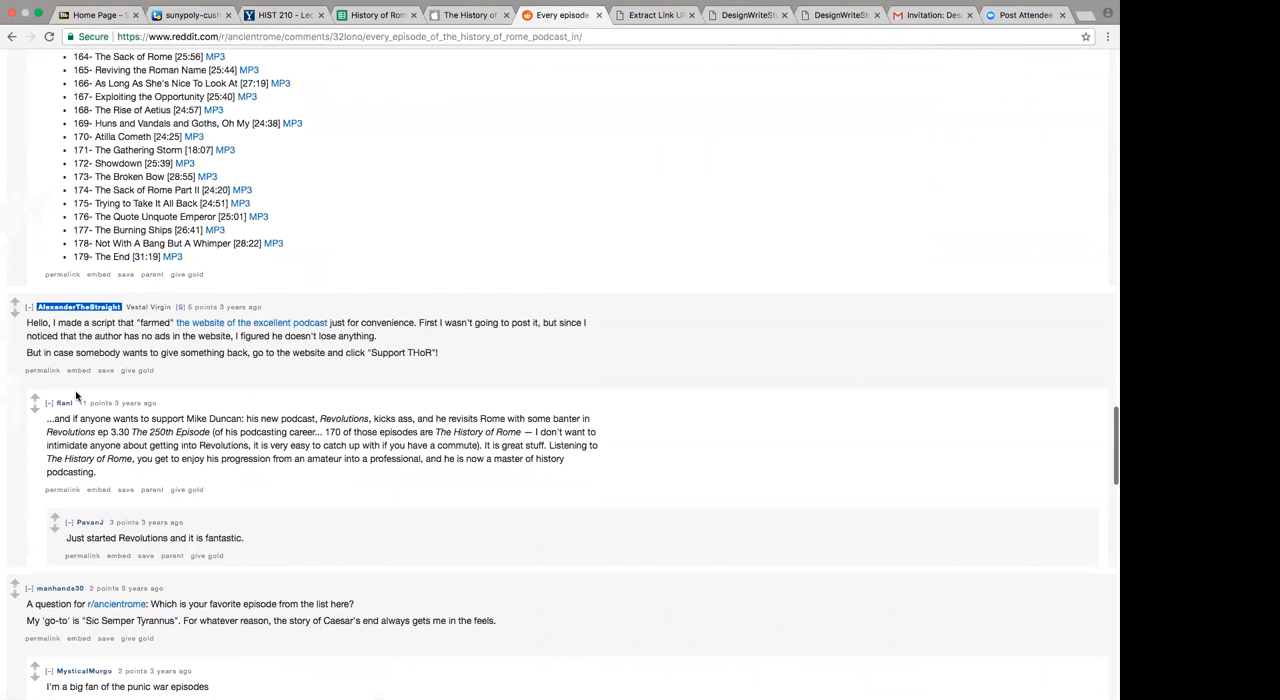 Home Page – S
sunypoly-cush
HIST 210 - Lec
History of Rom
The History of
Every episode
Extract Link UR
DesignWriteStu
DesignWriteStu
Invitation: Des
Post Attendee
Secure https://www.reddit.com/r/ancientrome/comments/32lono/every_episode_of_the_history_of_rome_podcast_in/
164- The Sack of Rome [25:56] MP3
165- Reviving the Roman Name [25:44] MP3
166- As Long As She's Nice To Look At [27:19] MP3
167- Exploiting the Opportunity [25:40] MP3
168- The Rise of Aetius [24:57] MP3
169- Huns and Vandals and Goths, Oh My [24:38] MP3
170- Atilla Cometh [24:25] MP3
171- The Gathering Storm [18:07] MP3
172- Showdown [25:39] MP3
173- The Broken Bow [28:55] MP3
174- The Sack of Rome Part II [24:20] MP3
175- Trying to Take It All Back [24:51] MP3
176- The Quote Unquote Emperor [25:01] MP3
177- The Burning Ships [26:41] MP3
178- Not With A Bang But A Whimper [28:22] MP3
179- The End [31:19] MP3
permalink embed save parent give gold
[–] AlexanderTheStraight Vestal Virgin [S] 5 points 3 years ago
Hello, I made a script that "farmed" the website of the excellent podcast just for convenience. First I wasn't going to post it, but since I
noticed that the author has no ads in the website, I figured he doesn't lose anything.
But in case somebody wants to give something back, go to the website and click "Support THoR"!
permalink embed save give gold
[–] flanl 11 points 3 years ago
...and if anyone wants to support Mike Duncan: his new podcast, Revolutions, kicks ass, and he revisits Rome with some banter in
Revolutions ep 3.30 The 250th Episode (of his podcasting career... 170 of those episodes are The History of Rome — I don't want to
intimidate anyone about getting into Revolutions, it is very easy to catch up with if you have a commute). It is great stuff. Listening to
The History of Rome, you get to enjoy his progression from an amateur into a professional, and he is now a master of history
podcasting.
permalink embed save parent give gold
[–] PavanJ 3 points 3 years ago
Just started Revolutions and it is fantastic.
permalink embed save parent give gold
[–] manhands30 2 points 3 years ago
A question for r/ancientrome: Which is your favorite episode from the list here?
My 'go-to' is "Sic Semper Tyrannus". For whatever reason, the story of Caesar's end always gets me in the feels.
permalink embed save give gold
[–] MysticalMurgo 2 points 3 years ago
I'm a big fan of the punic war episodes